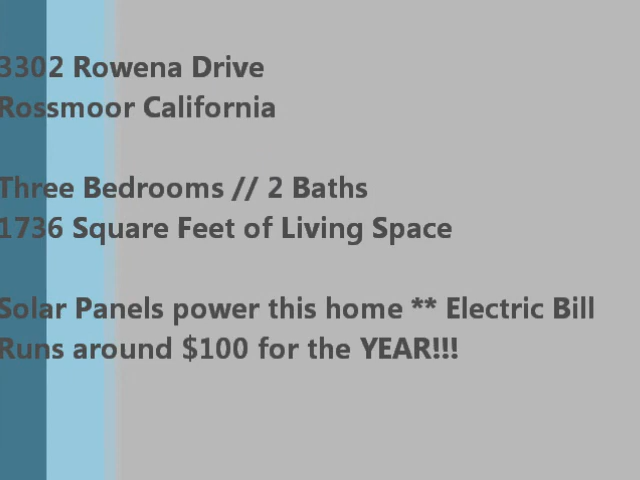 3302 Rowena Drive
Rossmoor California
Three Bedrooms // 2 Baths
1736 Square Feet of Living Space
Solar Panels power this home ** Electric Bill
Runs around $100 for the YEAR!!!